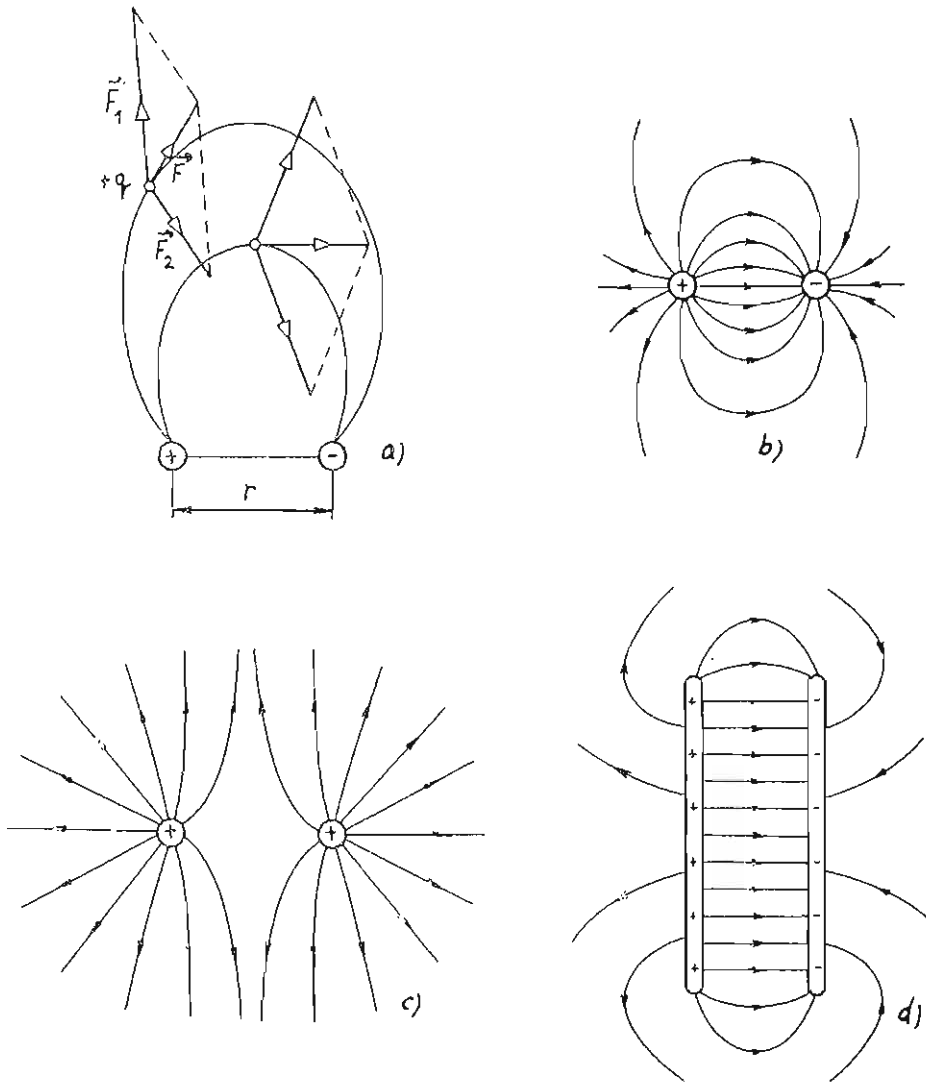 F₁
+q
F
F₂
+ -
r
a)
+ -
b)
+ +
c)
+ -
+ -
+ -
+ -
+ -
+ -
d)